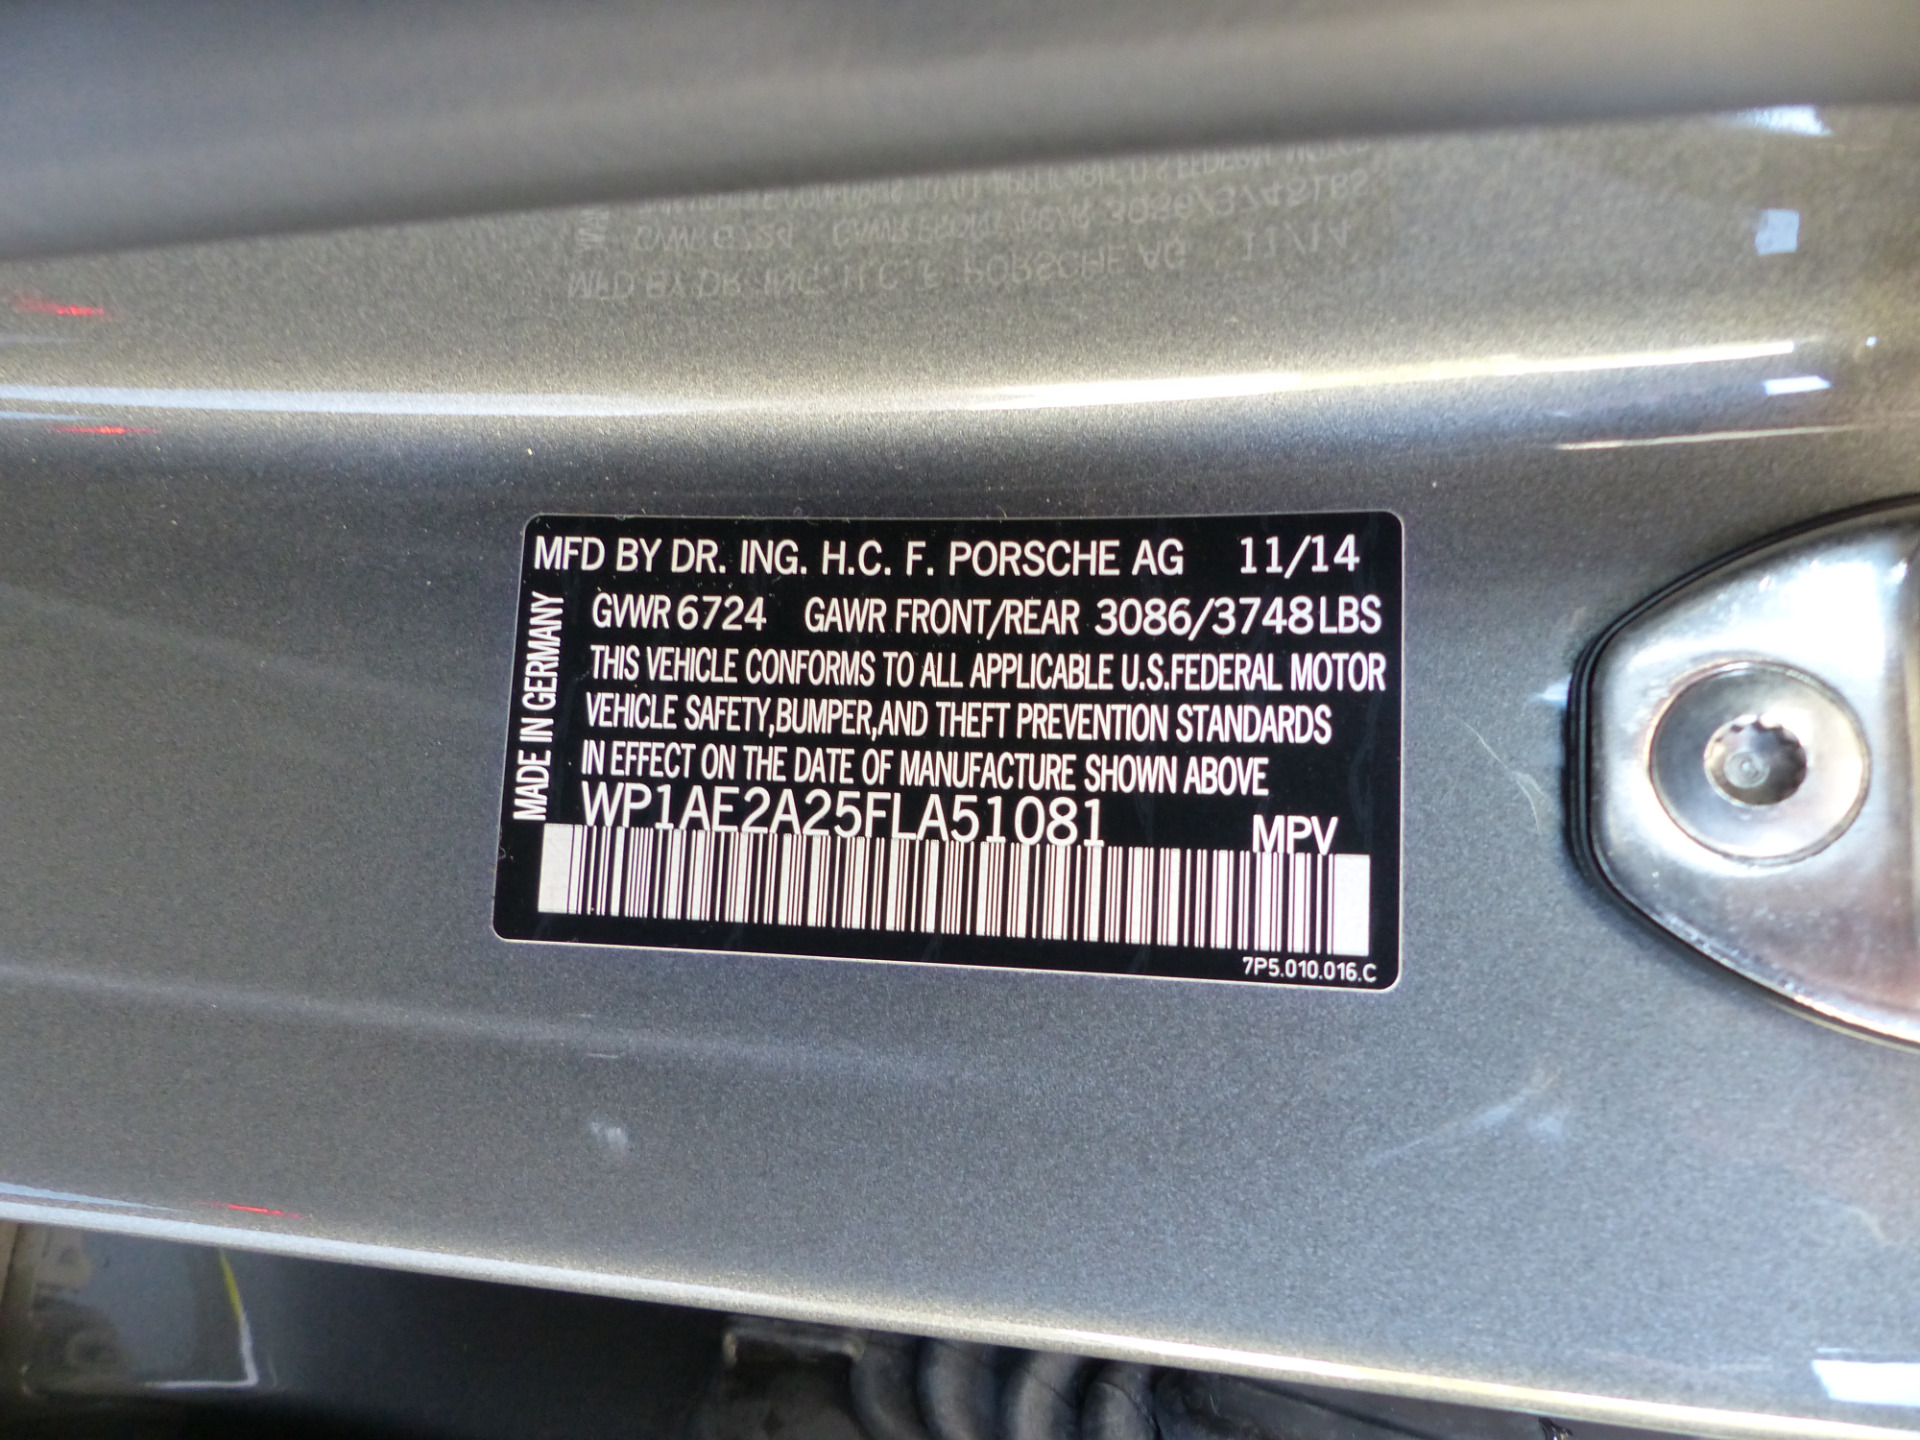 MFD BY DR. ING. H.C. F. PORSCHE AG 11/14
GVWR 6724 GAWR FRONT/REAR 3086/3748LBS
THIS VEHICLE CONFORMS TO ALL APPLICABLE U.S.FEDERAL MOTOR
VEHICLE SAFETY,BUMPER,AND THEFT PREVENTION STANDARDS
IN EFFECT ON THE DATE OF MANUFACTURE SHOWN ABOVE
WP1AE2A25FLA51081 MPV
7P5.010.016.C
MADE IN GERMANY